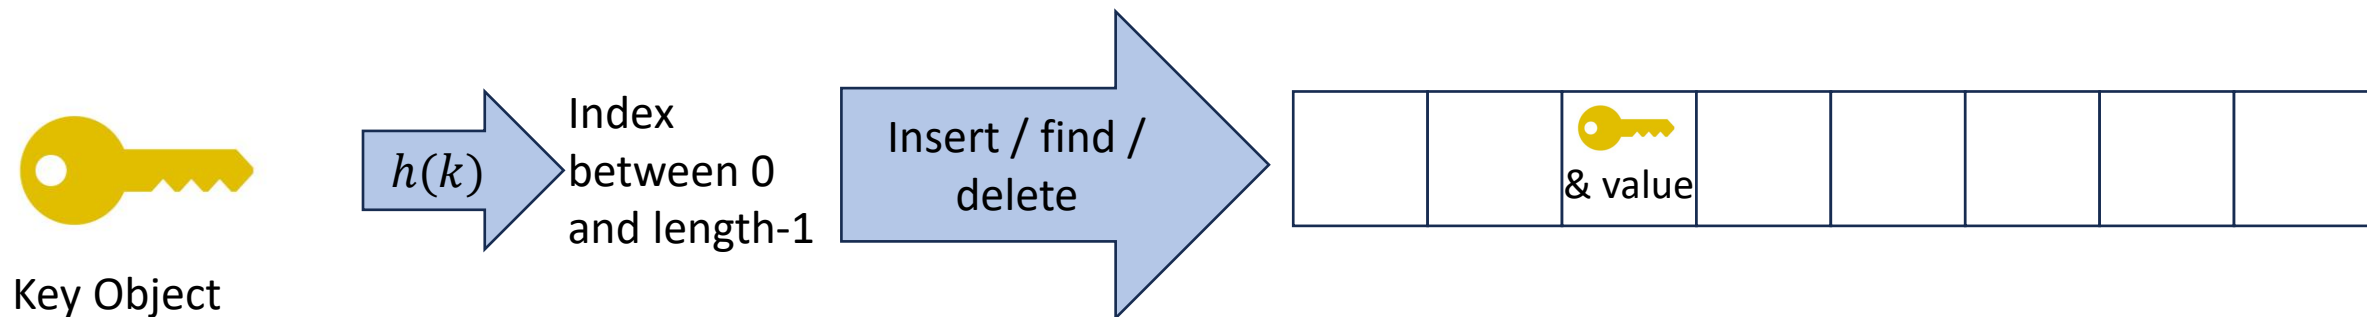 Key Object
h(k)
Index
between 0
and length-1
Insert / find /
delete
& value